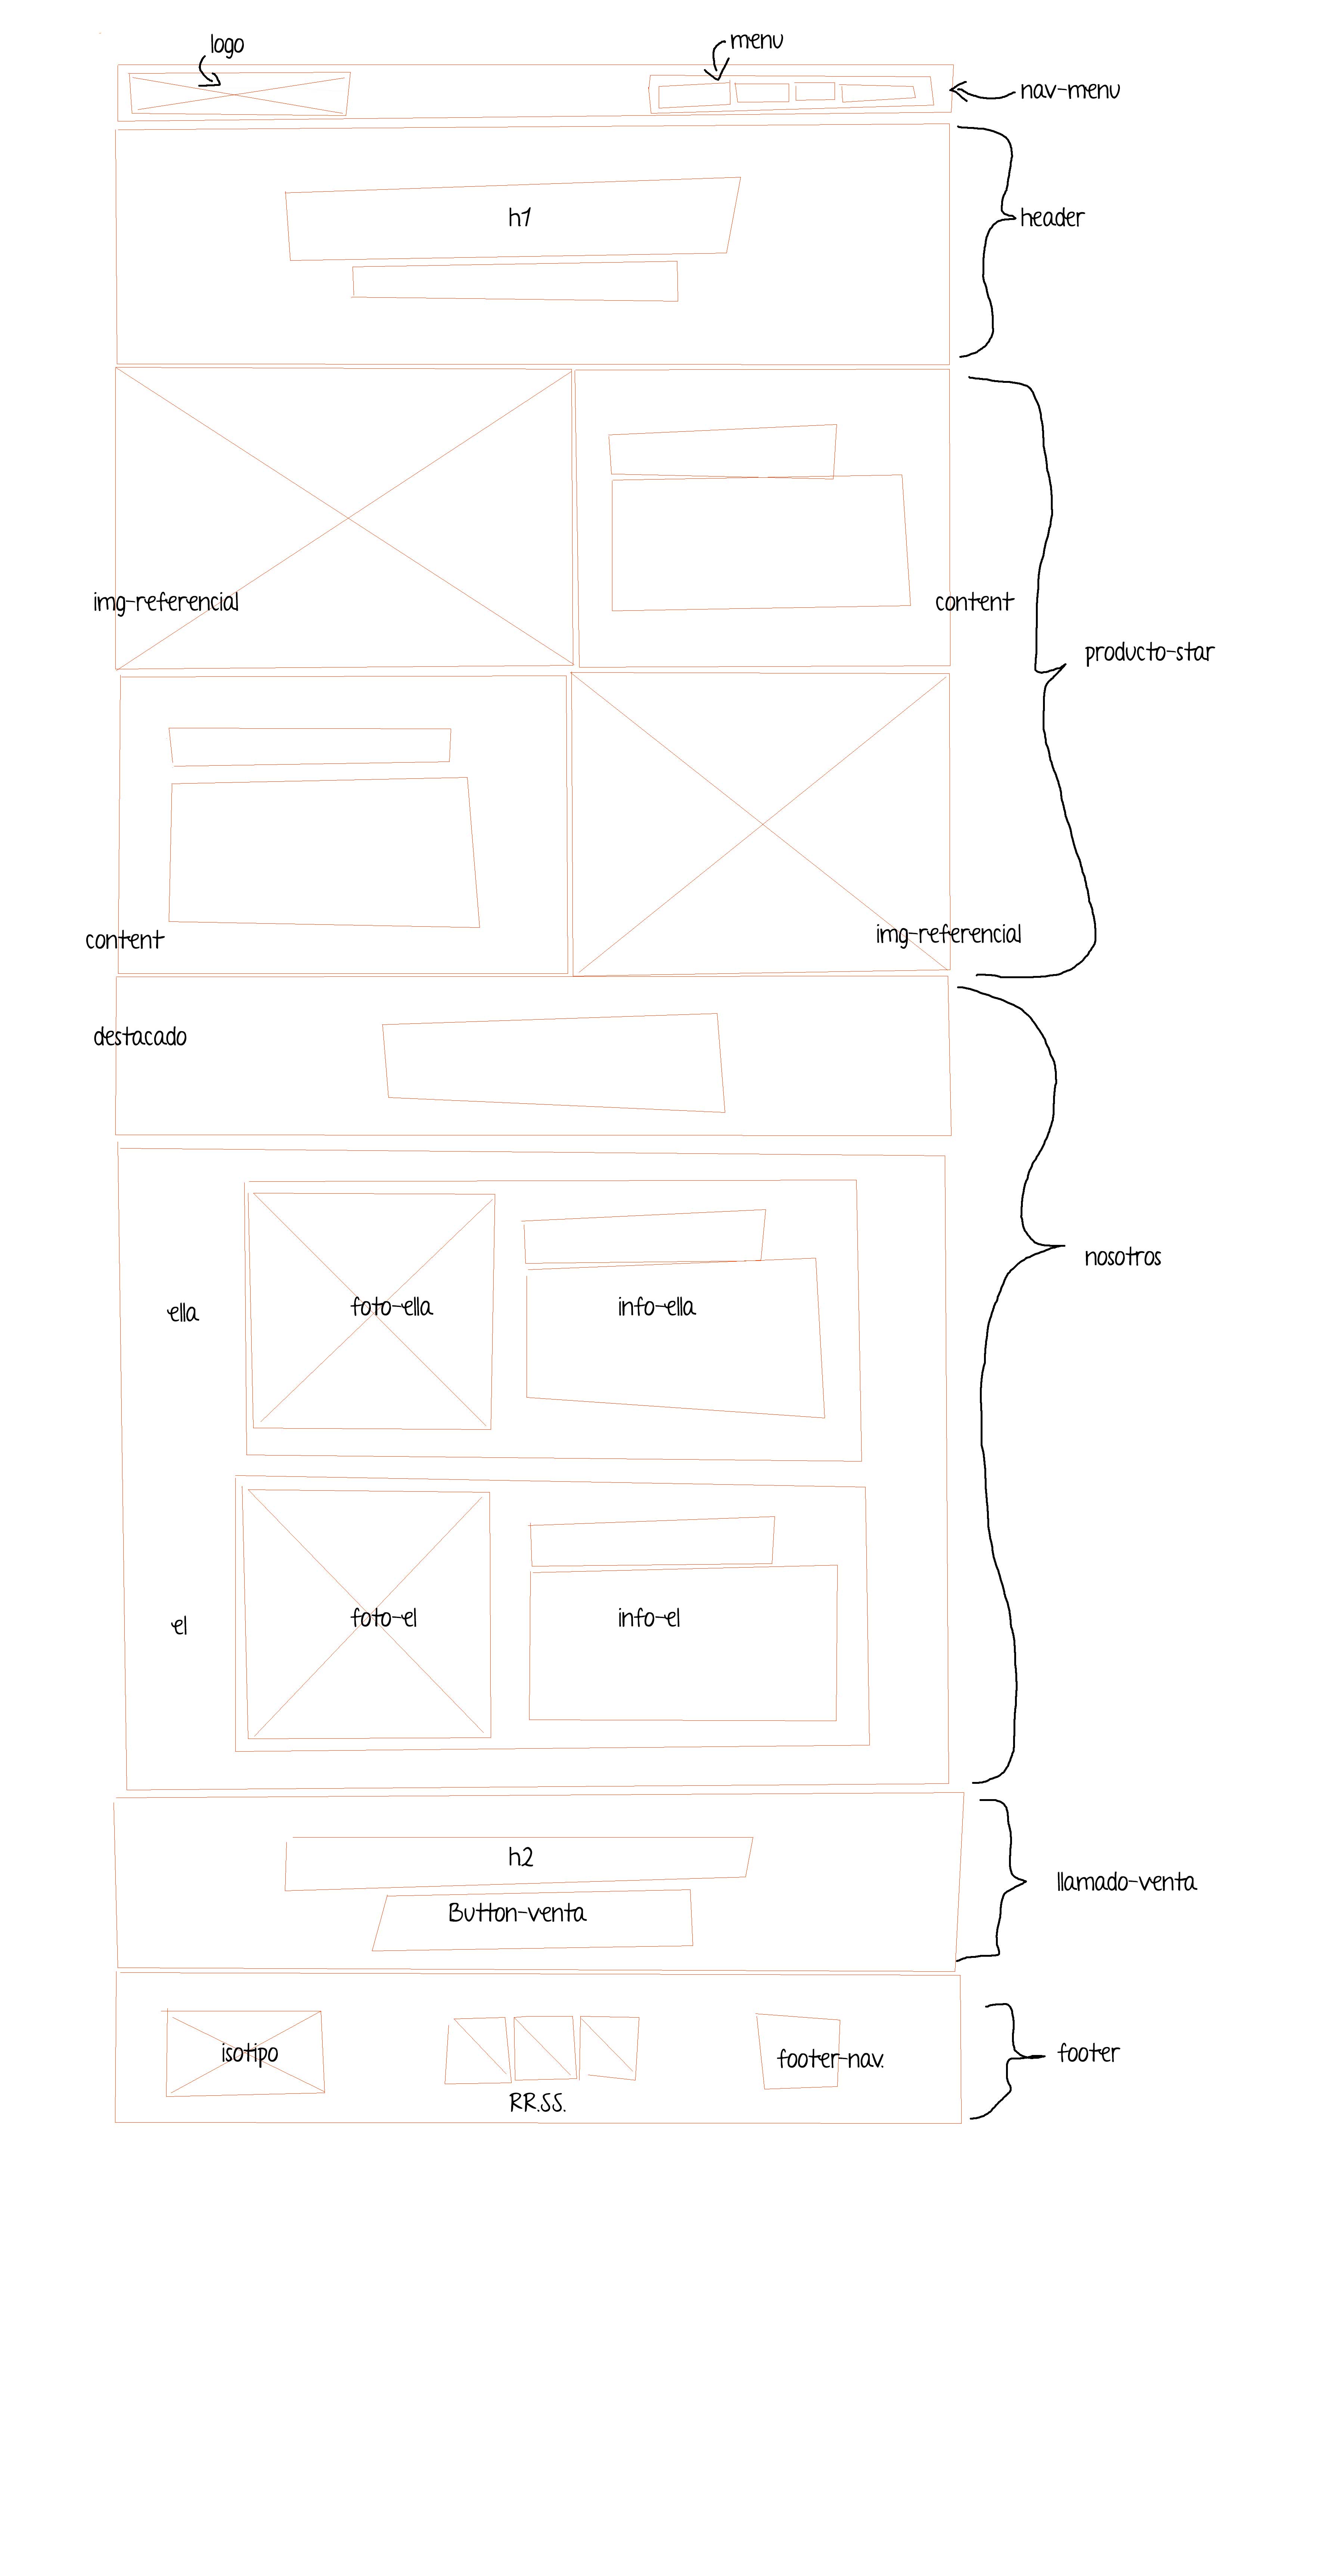 logo
menu
nav-menu
h1
header
img-referencial
content
producto-star
content
img-referencial
destacado
nosotros
ella
foto-ella
info-ella
el
foto-el
info-el
h2
Button-venta
llamado-venta
isotipo
footer-nav.
footer
RR.SS.